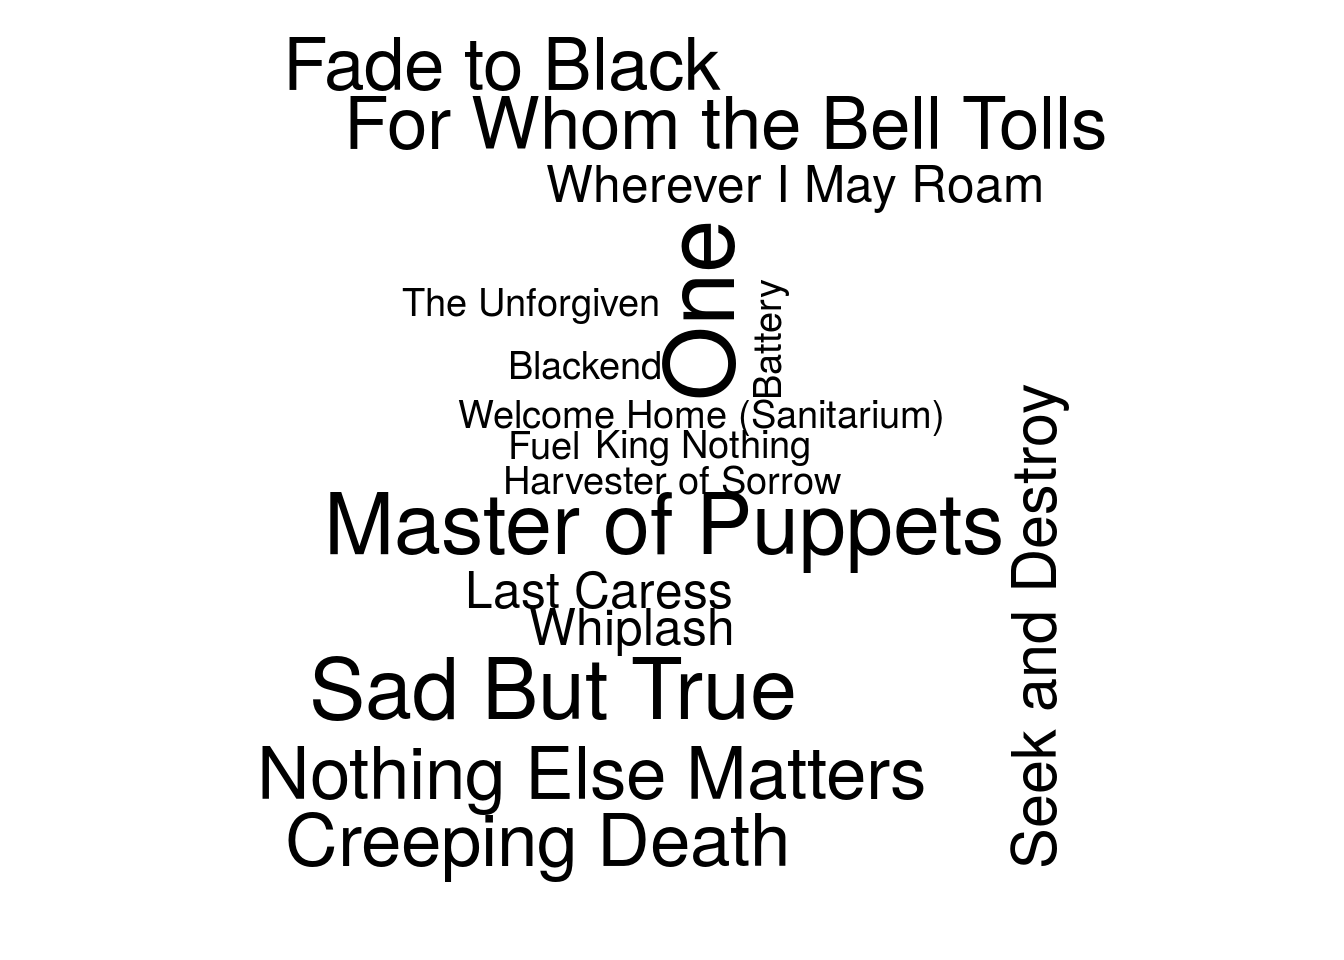 Fade to Black
For Whom the Bell Tolls
Wherever I May Roam
One
The Unforgiven
Battery
Blackend
Welcome Home (Sanitarium)
Fuel
King Nothing
Harvester of Sorrow
Master of Puppets
Seek and Destroy
Last Caress
Whiplash
Sad But True
Nothing Else Matters
Creeping Death